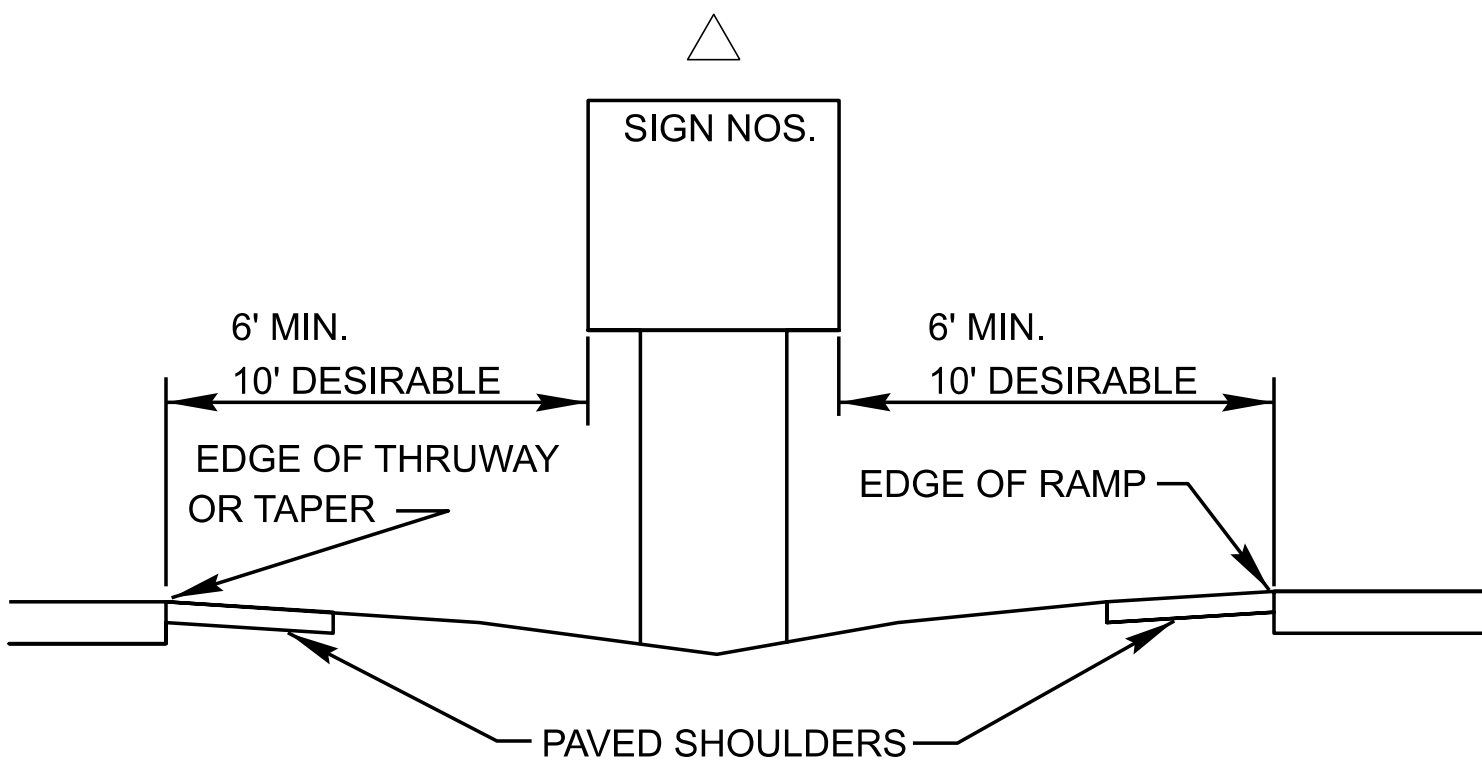 SIGN NOS.
6' MIN.
10' DESIRABLE
6' MIN.
10' DESIRABLE
EDGE OF THRUWAY
OR TAPER
EDGE OF RAMP
PAVED SHOULDERS